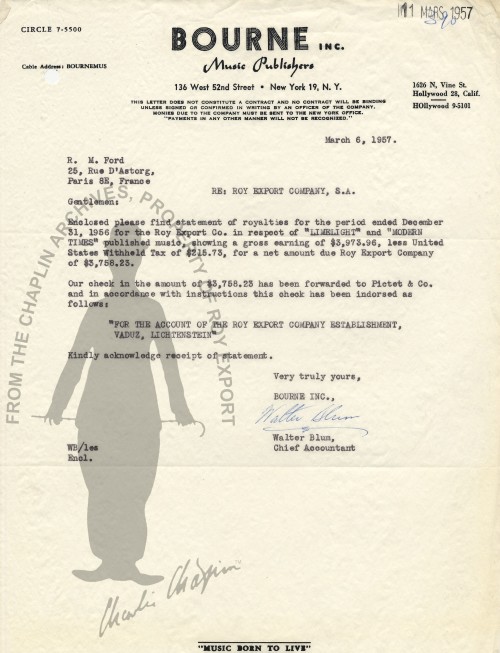 11 MARS 1957
CIRCLE 7-5500
BOURNE INC.
Music Publishers
Cable Address: BOURNEMUS
136 West 52nd Street • New York 19, N. Y.
1626 N, Vine St.
Hollywood 28, Calif.
HOllywood 9-5101
THIS LETTER DOES NOT CONSTITUTE A CONTRACT AND NO CONTRACT WILL BE BINDING
UNLESS SIGNED OR CONFIRMED IN WRITING BY AN OFFICER OF THE COMPANY.
MONIES DUE TO THE COMPANY MUST BE SENT TO THE NEW YORK OFFICE.
"PAYMENTS IN ANY OTHER MANNER WILL NOT BE RECOGNIZED."
March 6, 1957.
R. M. Ford
25, Rue D'Astorg,
Paris 8E, France
RE: ROY EXPORT COMPANY, S.A.
Gentlemen:
Enclosed please find statement of royalties for the period ended December
31, 1956 for the Roy Export Co. in respect of "LIMELIGHT" and "MODERN
TIMES" published music, showing a gross earning of $3,973.96, less United
States Withheld Tax of $215.73, for a net amount due Roy Export Company
of $3,758.23.
Our check in the amount of $3,758.23 has been forwarded to Pictet & Co.
and in accordance with instructions this check has been indorsed as
follows:
"FOR THE ACCOUNT OF THE ROY EXPORT COMPANY ESTABLISHMENT,
VADUZ, LICHTENSTEIN"
Kindly acknowledge receipt of statement.
Very truly yours,
BOURNE INC.,
Walter Blum
Walter Blum,
Chief Accountant
WB/les
Encl.
FROM THE CHAPLIN ARCHIVES, PROPERTY OF ROY EXPORT
Charlie Chaplin™
"MUSIC BORN TO LIVE"